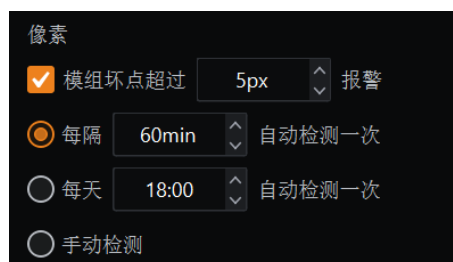 像素
模组坏点超过 5px 报警
每隔 60min 自动检测一次
每天 18:00 自动检测一次
手动检测